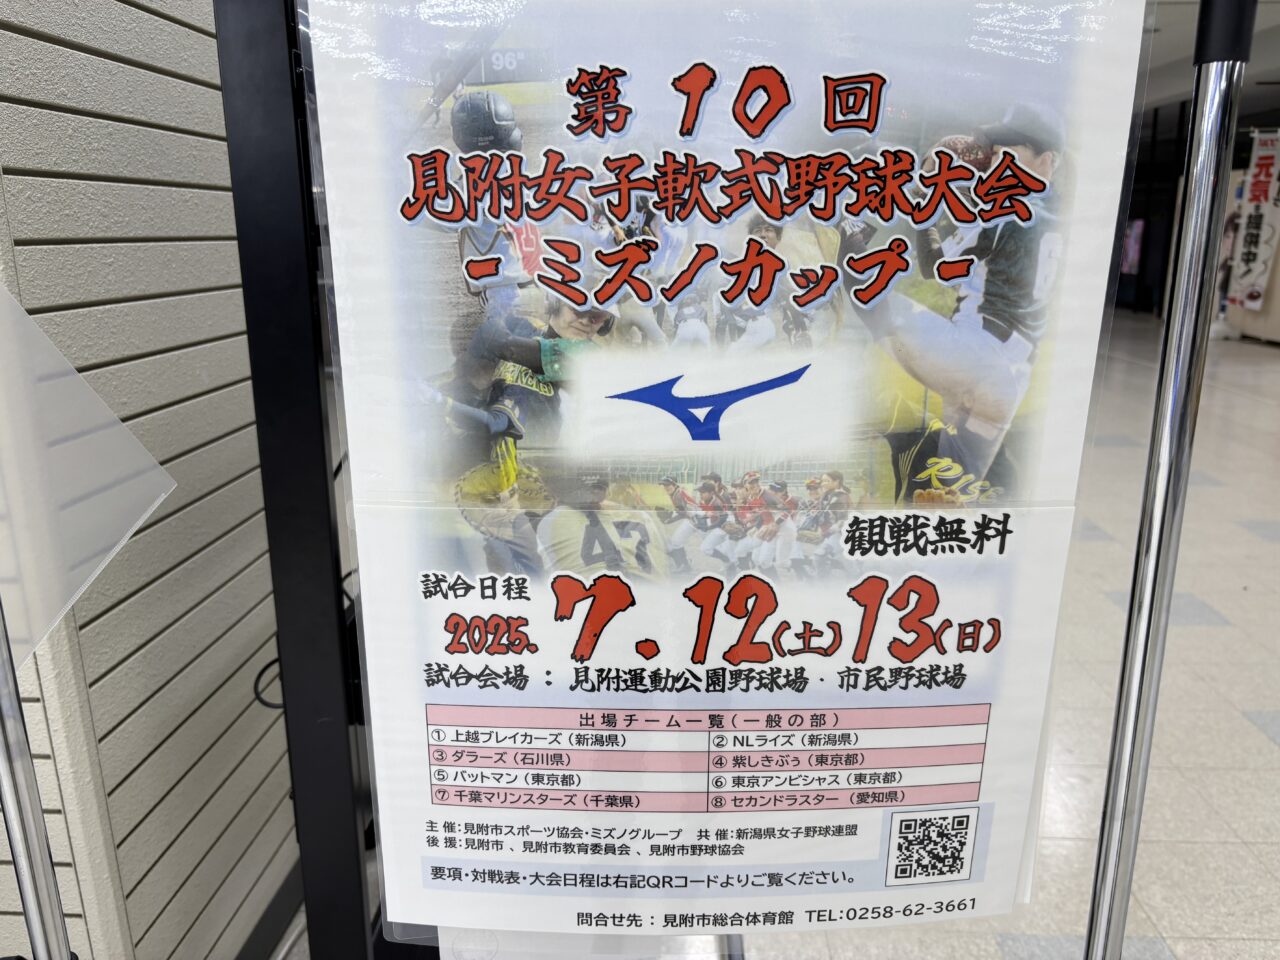 第10回
見附女子軟式野球大会
- ミズノカップ -
観戦無料
試合日程
2025. 7.12(土)13(日)
試合会場 : 見附運動公園野球場・市民野球場
出場チーム一覧(一般の部)
① 上越ブレイカーズ(新潟県) ② NLライズ(新潟県)
③ ダラーズ(石川県) ④ 紫しきぶぅ(東京都)
⑤ バットマン(東京都) ⑥ 東京アンビシャス(東京都)
⑦ 千葉マリンスターズ(千葉県) ⑧ セカンドラスター (愛知県)
主 催:見附市スポーツ協会・ミズノグループ 共 催:新潟県女子野球連盟
後 援:見附市 、見附市教育委員会 、見附市野球協会
要項・対戦表・大会日程は右記QRコードよりご覧ください。
問合せ先 : 見附市総合体育館 TEL:0258-62-3661
96
47
元気